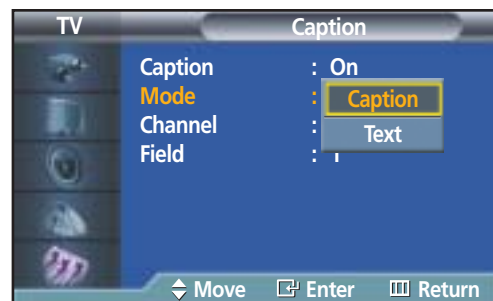 TV
Caption
Caption : On
Mode : Caption
Channel : Text
Field :
Move Enter Return